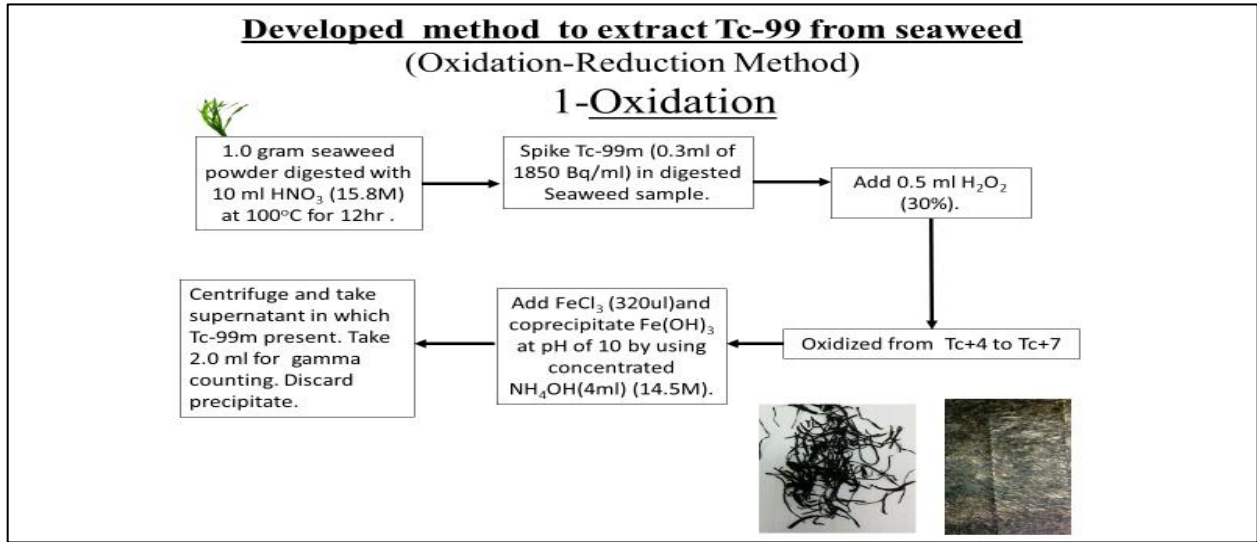 Developed method to extract Tc-99 from seaweed
(Oxidation-Reduction Method)
1-Oxidation
1.0 gram seaweed
powder digested with
10 ml HNO₃ (15.8M)
at 100°C for 12hr .
Spike Tc-99m (0.3ml of
1850 Bq/ml) in digested
Seaweed sample.
Add 0.5 ml H₂O₂
(30%).
Oxidized from Tc+4 to Tc+7
Add FeCl₃ (320ul)and
coprecipitate Fe(OH)₃
at pH of 10 by using
concentrated
NH₄OH(4ml) (14.5M).
Centrifuge and take
supernatant in which
Tc-99m present. Take
2.0 ml for gamma
counting. Discard
precipitate.